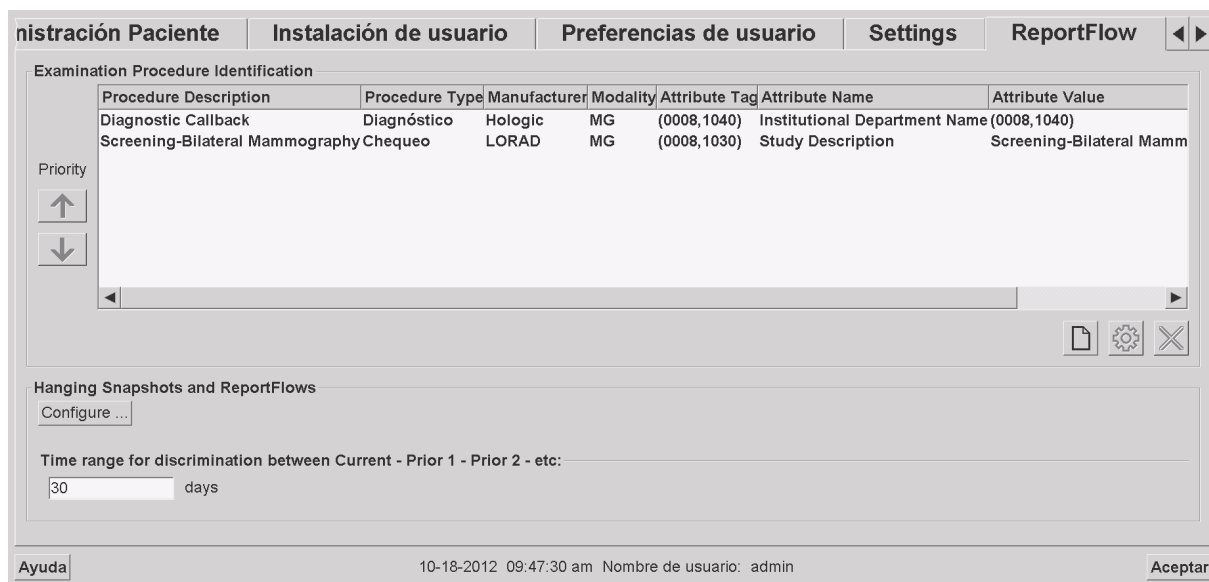 nistración Paciente Instalación de usuario Preferencias de usuario Settings ReportFlow
Examination Procedure Identification
Procedure Description Procedure Type Manufacturer Modality Attribute Tag Attribute Name Attribute Value
Diagnostic Callback Diagnóstico Hologic MG (0008,1040) Institutional Department Name (0008,1040)
Screening-Bilateral Mammography Chequeo LORAD MG (0008,1030) Study Description Screening-Bilateral Mamm
Priority
Hanging Snapshots and ReportFlows
Configure ...
Time range for discrimination between Current - Prior 1 - Prior 2 - etc:
30 days
Ayuda 10-18-2012 09:47:30 am Nombre de usuario: admin Aceptar